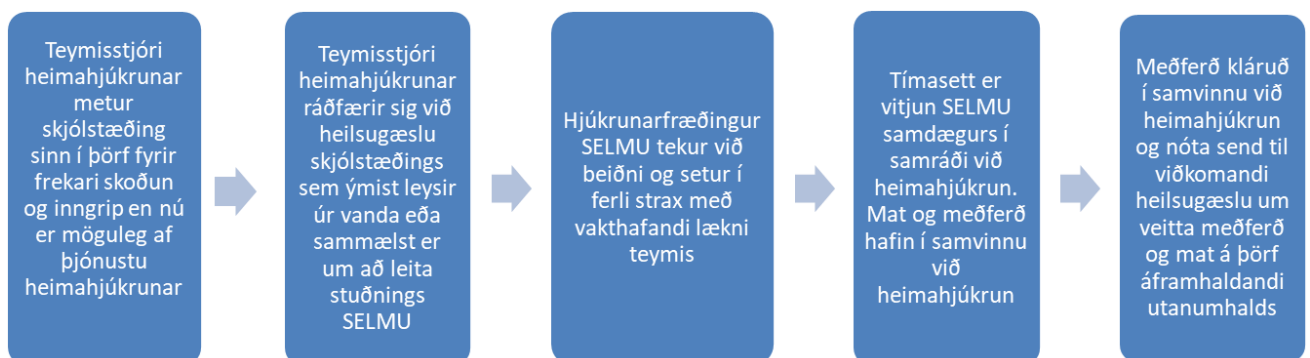 Teymisstjóri
heimahjúkrunar
metur
skjólstæðing
sinn í þörf fyrir
frekari skoðun
og inngrip en nú
er möguleg af
þjónustu
heimahjúkrunar
Teymisstjóri
heimahjúkrunar
ráðfærir sig við
heilsugæslu
skjólstæðings
sem ýmist leysir
úr vanda eða
sammælst er
um að leita
stuðnings
SELMU
Hjúkrunarfræðingur
SELMU tekur við
beiðni og setur í
ferli strax með
vakthafandi lækni
teymis
Tímasett er
vitjun SELMU
samdægurs í
samráði við
heimahjúkrun.
Mat og meðferð
hafin í samvinnu
við
heimahjúkrun
Meðferð kláruð
í samvinnu við
heimahjúkrun
og nóta send til
viðkomandi
heilsugæslu um
veitta meðferð
og mat á þörf
áframhaldandi
utanumhalds